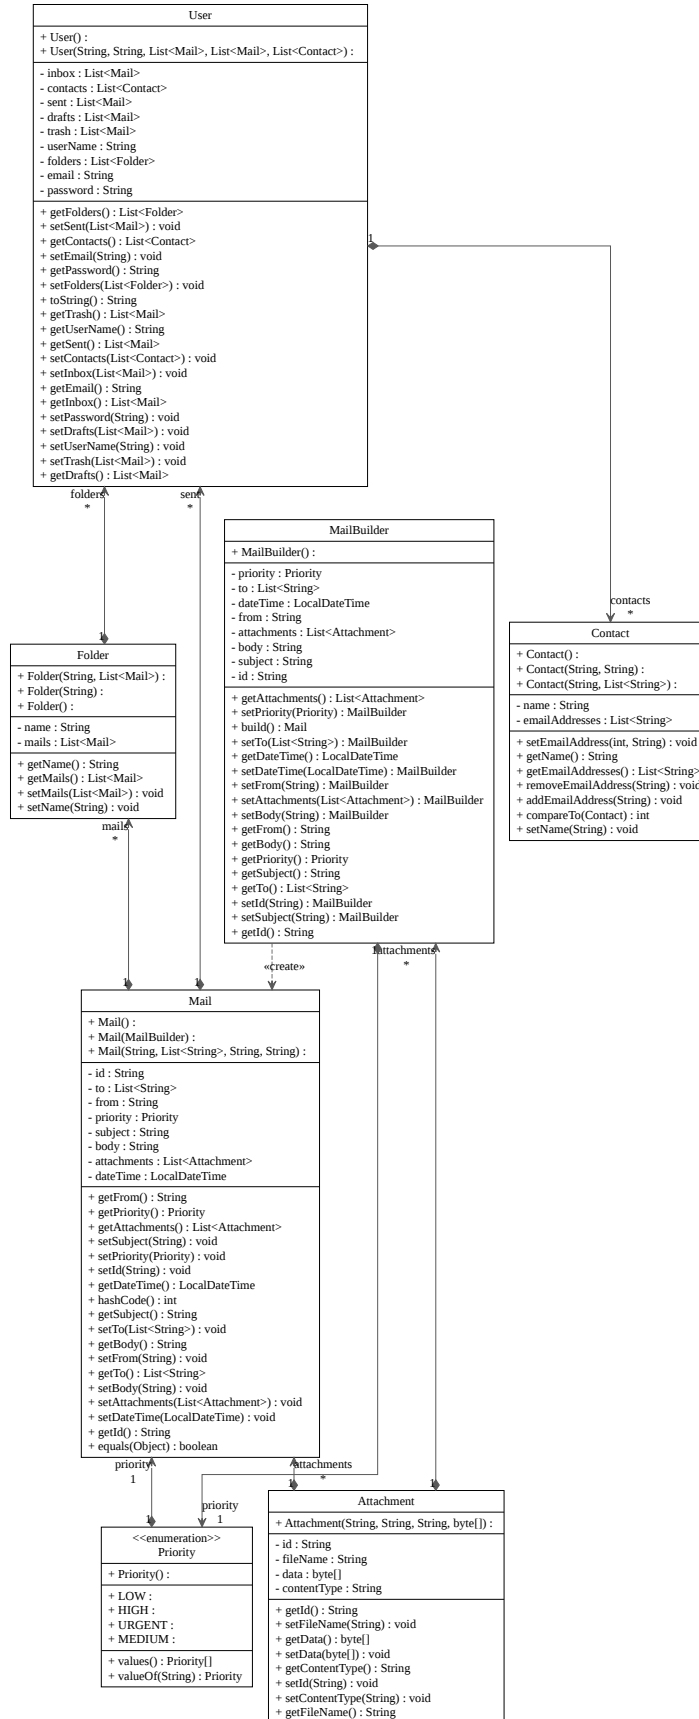 User
+ User() :
+ User(String, String, List<Mail>, List<Mail>, List<Contact>) :
- inbox : List<Mail>
- contacts : List<Contact>
- sent : List<Mail>
- drafts : List<Mail>
- trash : List<Mail>
- userName : String
- folders : List<Folder>
- email : String
- password : String
+ getFolders() : List<Folder>
+ setSent(List<Mail>) : void
+ getContacts() : List<Contact>
+ setEmail(String) : void
+ getPassword() : String
+ setFolders(List<Folder>) : void
+ toString() : String
+ getTrash() : List<Mail>
+ getUserName() : String
+ getSent() : List<Mail>
+ setContacts(List<Contact>) : void
+ setInbox(List<Mail>) : void
+ getEmail() : String
+ getInbox() : List<Mail>
+ setPassword(String) : void
+ setDrafts(List<Mail>) : void
+ setUserName(String) : void
+ setTrash(List<Mail>) : void
+ getDrafts() : List<Mail>
1
folders
*
sent
*
MailBuilder
+ MailBuilder() :
- priority : Priority
- to : List<String>
- dateTime : LocalDateTime
- from : String
- attachments : List<Attachment>
- body : String
- subject : String
- id : String
+ getAttachments() : List<Attachment>
+ setPriority(Priority) : MailBuilder
+ build() : Mail
+ setTo(List<String>) : MailBuilder
+ getDateTime() : LocalDateTime
+ setDateTime(LocalDateTime) : MailBuilder
+ setFrom(String) : MailBuilder
+ setAttachments(List<Attachment>) : MailBuilder
+ setBody(String) : MailBuilder
+ getFrom() : String
+ getBody() : String
+ getPriority() : Priority
+ getSubject() : String
+ getTo() : List<String>
+ setId(String) : MailBuilder
+ setSubject(String) : MailBuilder
+ getId() : String
contacts
*
Contact
+ Contact() :
+ Contact(String, String) :
+ Contact(String, List<String>) :
- name : String
- emailAddresses : List<String>
+ setEmailAddress(int, String) : void
+ getName() : String
+ getEmailAddresses() : List<String>
+ removeEmailAddress(String) : void
+ addEmailAddress(String) : void
+ compareTo(Contact) : int
+ setName(String) : void
1
Folder
+ Folder(String, List<Mail>) :
+ Folder(String) :
+ Folder() :
- name : String
- mails : List<Mail>
+ getName() : String
+ getMails() : List<Mail>
+ setMails(List<Mail>) : void
+ setName(String) : void
mails
*
1
attachments
*
«create»
1
1
Mail
+ Mail() :
+ Mail(MailBuilder) :
+ Mail(String, List<String>, String, String) :
- id : String
- to : List<String>
- from : String
- priority : Priority
- subject : String
- body : String
- attachments : List<Attachment>
- dateTime : LocalDateTime
+ getFrom() : String
+ getPriority() : Priority
+ getAttachments() : List<Attachment>
+ setSubject(String) : void
+ setPriority(Priority) : void
+ setId(String) : void
+ getDateTime() : LocalDateTime
+ hashCode() : int
+ getSubject() : String
+ setTo(List<String>) : void
+ getBody() : String
+ setFrom(String) : void
+ getTo() : List<String>
+ setBody(String) : void
+ setAttachments(List<Attachment>) : void
+ setDateTime(LocalDateTime) : void
+ getId() : String
+ equals(Object) : boolean
priority
1
attachments
*
1
priority
1
1
1
<<enumeration>>
Priority
+ Priority() :
+ LOW :
+ HIGH :
+ URGENT :
+ MEDIUM :
+ values() : Priority[]
+ valueOf(String) : Priority
Attachment
+ Attachment(String, String, String, byte[]) :
- id : String
- fileName : String
- data : byte[]
- contentType : String
+ getId() : String
+ setFileName(String) : void
+ getData() : byte[]
+ setData(byte[]) : void
+ getContentType() : String
+ setId(String) : void
+ setContentType(String) : void
+ getFileName() : String